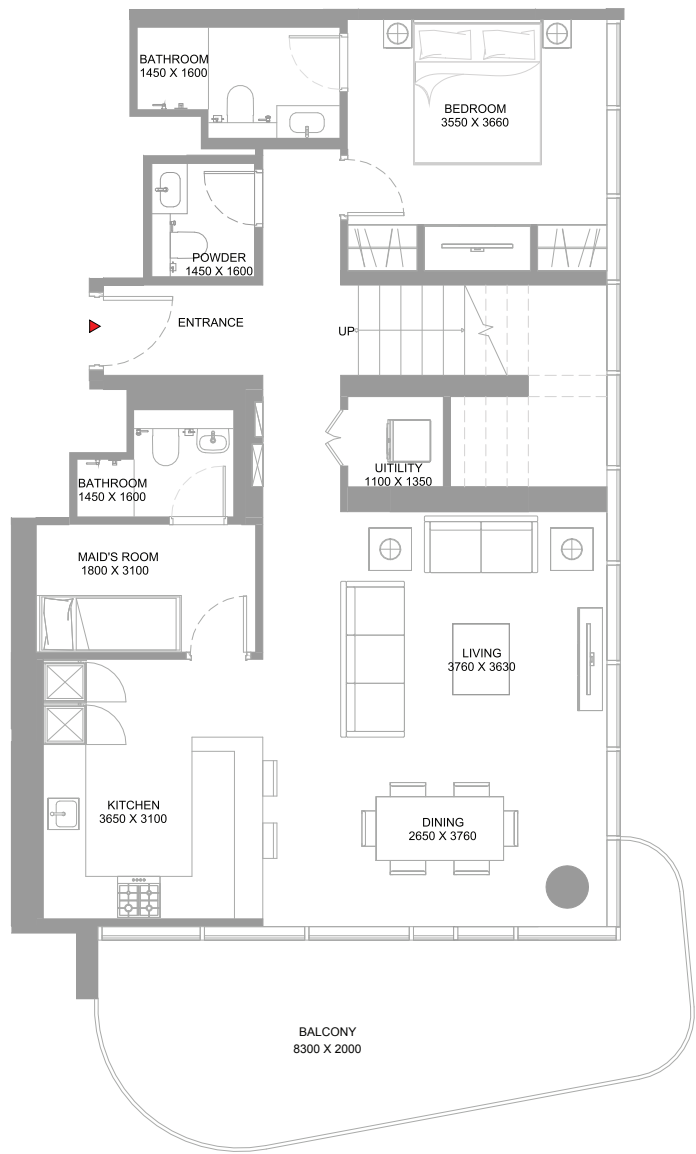 BATHROOM
1450 X 1600
BEDROOM
3550 X 3660
POWDER
1450 X 1600
ENTRANCE
UP
UITILITY
1100 X 1350
BATHROOM
1450 X 1600
MAID'S ROOM
1800 X 3100
LIVING
3760 X 3630
KITCHEN
3650 X 3100
DINING
2650 X 3760
BALCONY
8300 X 2000